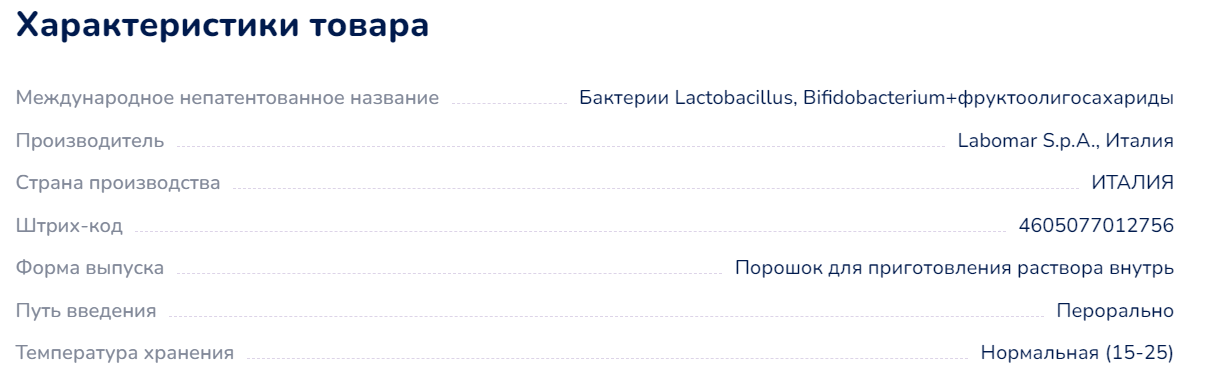 Характеристики товара
Международное непатентованное название Бактерии Lactobacillus, Bifidobacterium+фруктоолигосахариды
Производитель Labomar S.p.A., Италия
Страна производства ИТАЛИЯ
Штрих-код 4605077012756
Форма выпуска Порошок для приготовления раствора внутрь
Путь введения Перорально
Температура хранения Нормальная (15-25)